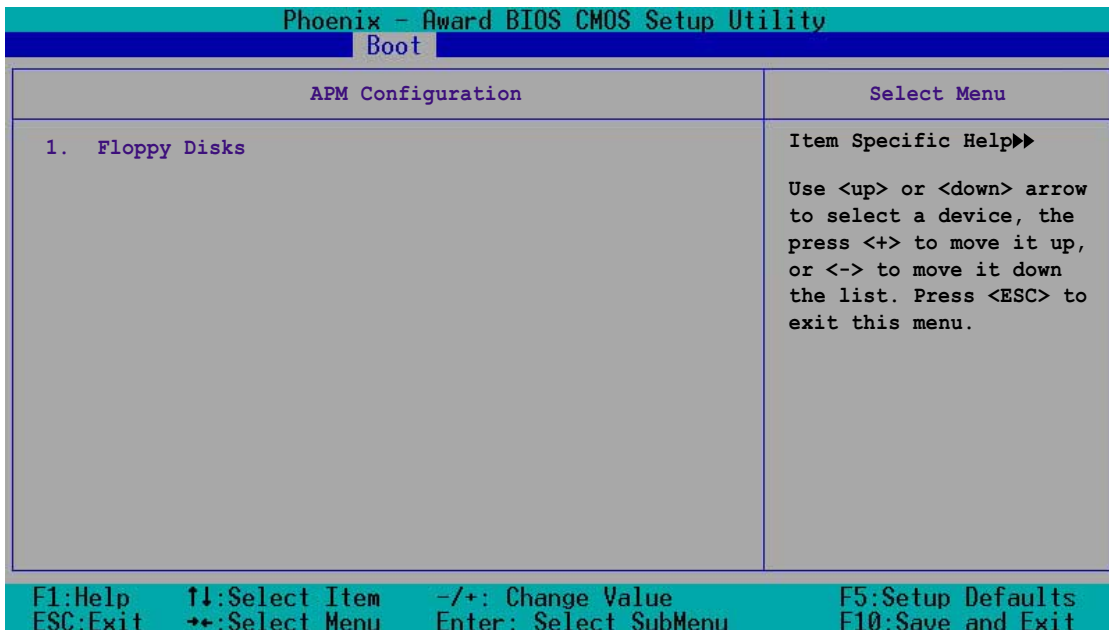 Phoenix - Award BIOS CMOS Setup Utility
Boot
APM Configuration
Select Menu
1. Floppy Disks
Item Specific Help▶▶
Use <up> or <down> arrow
to select a device, the
press <+> to move it up,
or <-> to move it down
the list. Press <ESC> to
exit this menu.
F1:Help ↑↓:Select Item -/+: Change Value F5:Setup Defaults
ESC:Exit →←:Select Menu Enter: Select SubMenu F10:Save and Exit